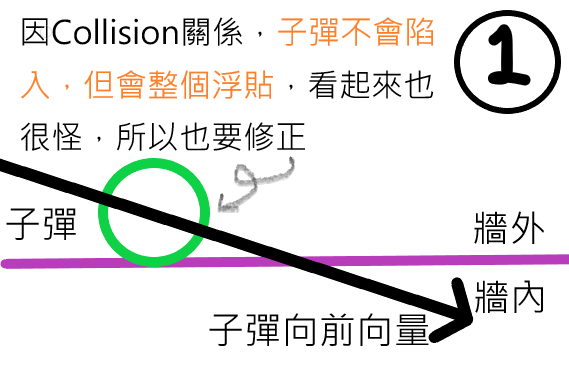 因Collision關係，子彈不會陷
入，但會整個浮貼，看起來也
很怪，所以也要修正
1
子彈
牆外
牆內
子彈向前向量